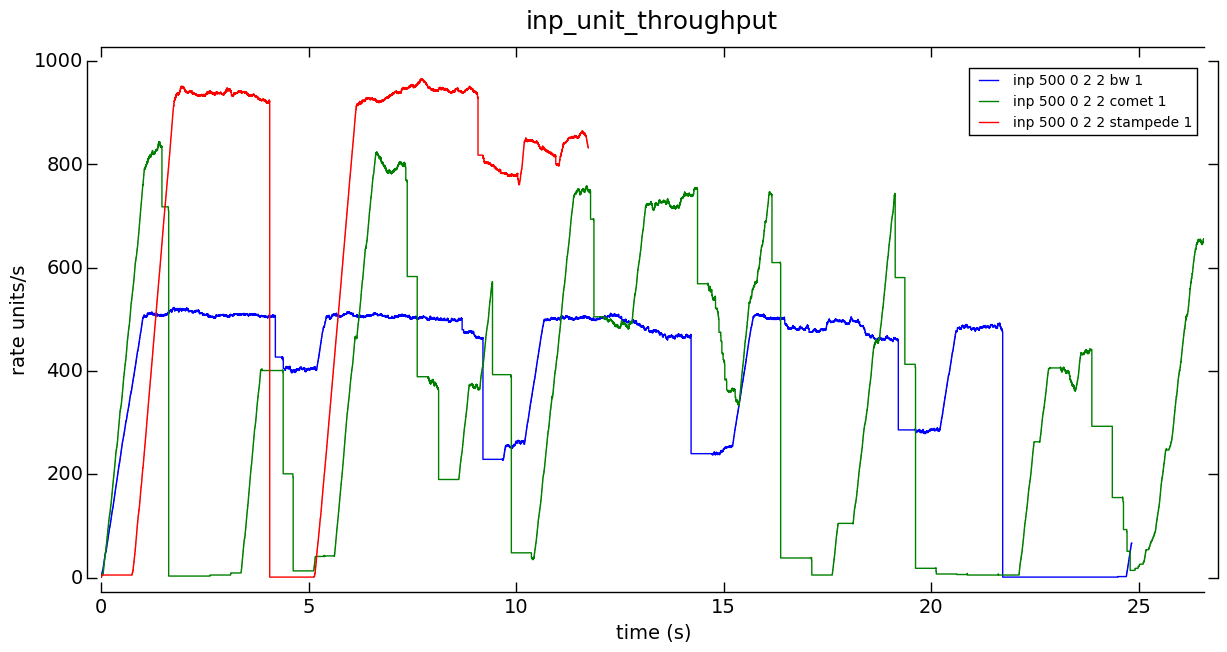 inp_unit_throughput
1000
800
600
400
200
0
rate units/s
inp 500 0 2 2 bw 1
inp 500 0 2 2 comet 1
inp 500 0 2 2 stampede 1
0 5 10 15 20 25
time (s)